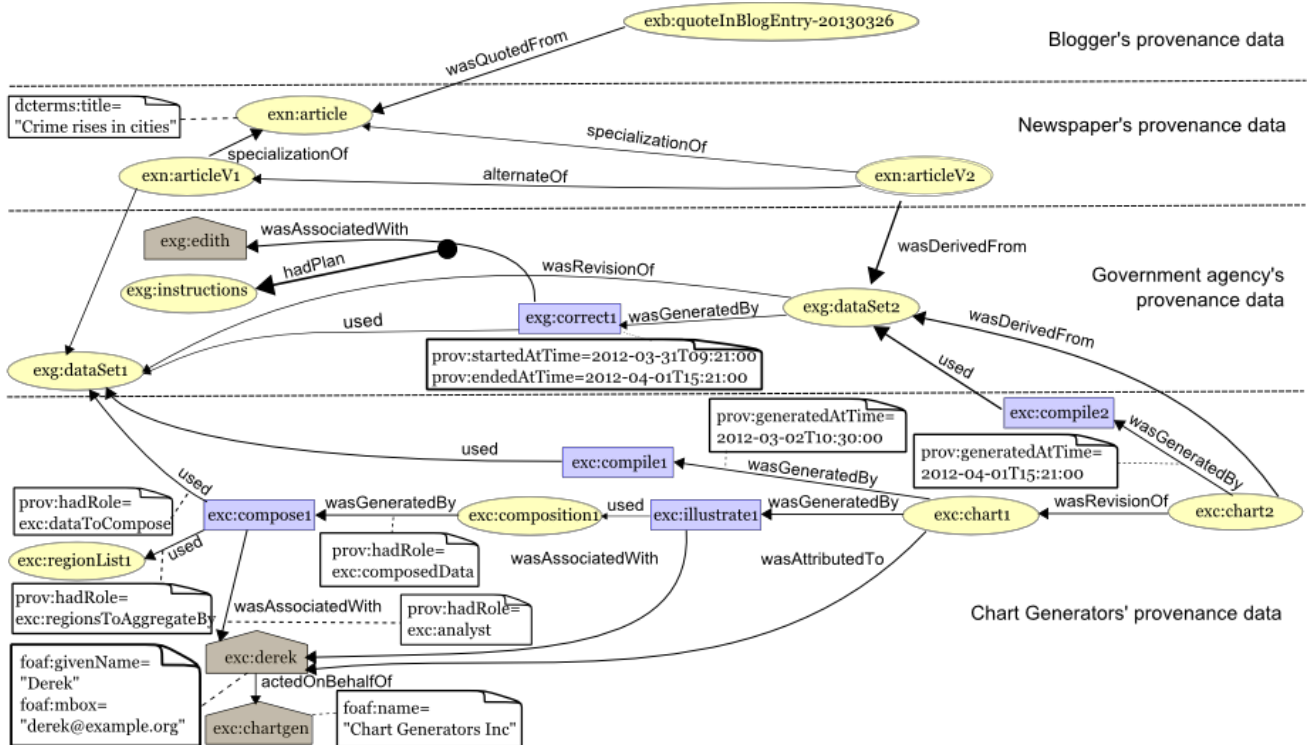 exb:quoteInBlogEntry-20130326
Blogger's provenance data
wasQuotedFrom
dcterms:title=
"Crime rises in cities"
exn:article
Newspaper's provenance data
specializationOf
specializationOf
exn:articleV1
alternateOf
exn:articleV2
exg:edith
wasAssociatedWith
wasDerivedFrom
hadPlan
wasRevisionOf
Government agency's
provenance data
exg:instructions
exg:dataSet2
used
exg:correct1
wasGeneratedBy
wasDerivedFrom
prov:startedAtTime=2012-03-31T09:21:00
prov:endedAtTime=2012-04-01T15:21:00
exg:dataSet1
used
exc:compile2
prov:generatedAtTime=
2012-03-02T10:30:00
wasGeneratedBy
prov:generatedAtTime=
2012-04-01T15:21:00
used
exc:compile1
wasGeneratedBy
used
prov:hadRole=
exc:dataToCompose
exc:compose1
wasGeneratedBy
exc:composition1
used
exc:illustrate1
wasGeneratedBy
exc:chart1
wasRevisionOf
exc:chart2
used
exc:regionList1
prov:hadRole=
exc:composedData
wasAssociatedWith
wasAttributedTo
prov:hadRole=
exc:regionsToAggregateBy
wasAssociatedWith
prov:hadRole=
exc:analyst
Chart Generators' provenance data
exc:derek
foaf:givenName=
"Derek"
foaf:mbox=
"derek@example.org"
actedOnBehalfOf
exc:chartgen
foaf:name=
"Chart Generators Inc"